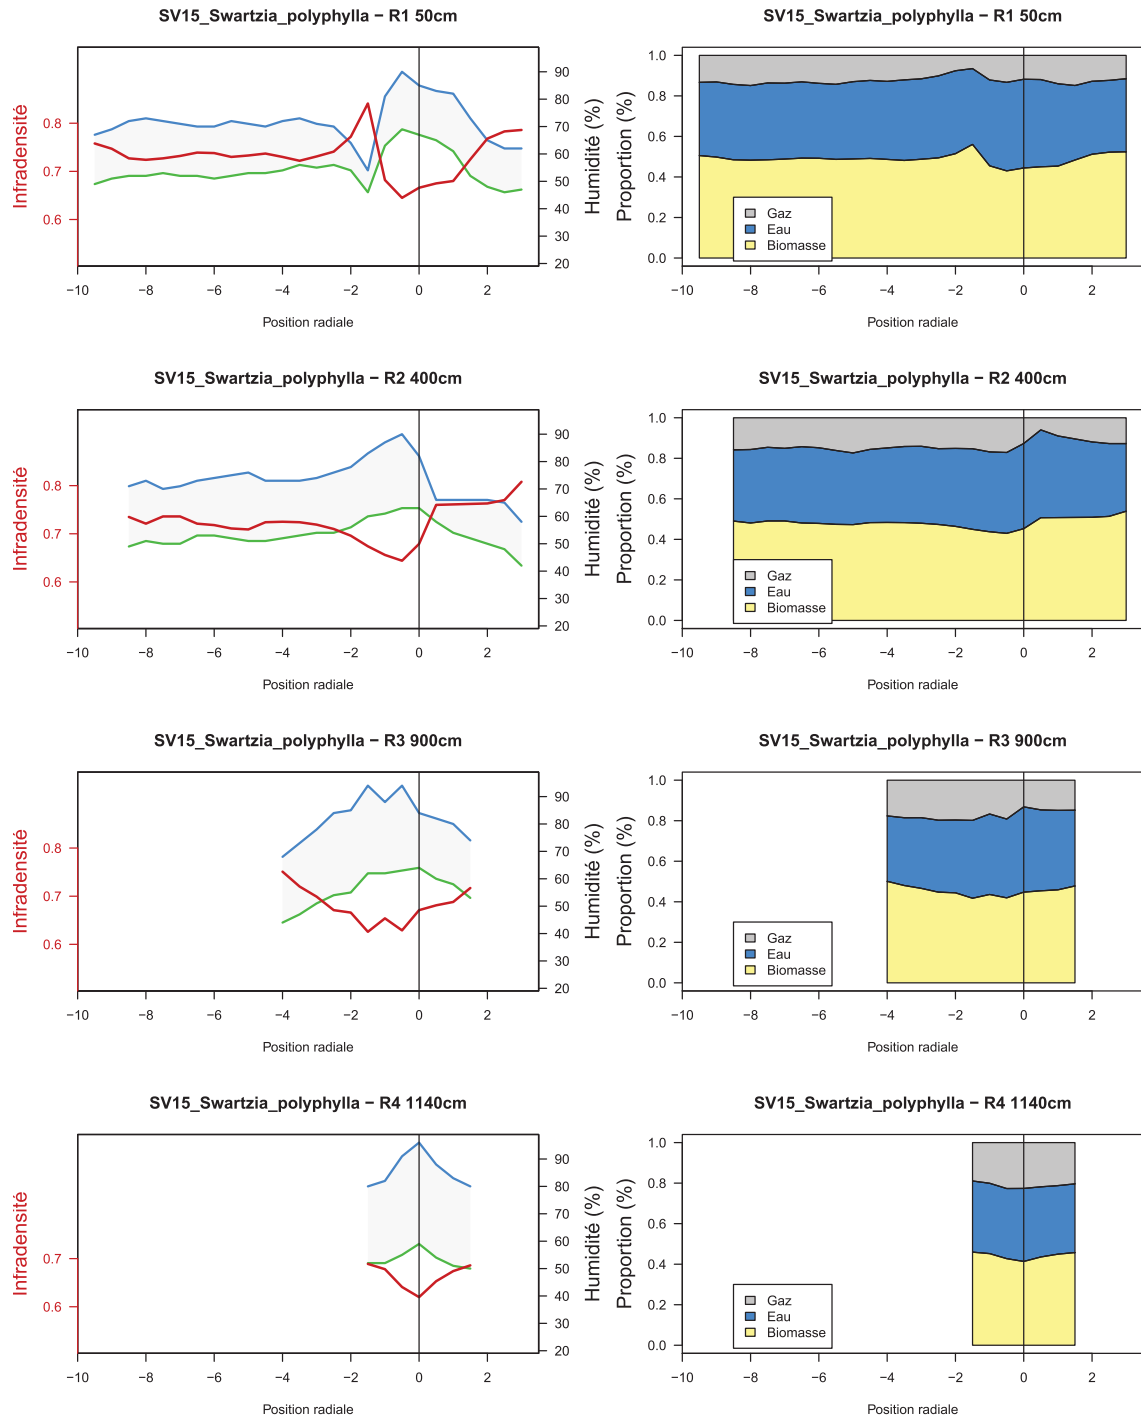 SV15_Swartzia_polyphylla − R1 50cm
Infradensité
0.8
0.7
0.6
90
80
70
60
50
40
30
20
Humidité (%)
−10 −8 −6 −4 −2 0 2
Position radiale
SV15_Swartzia_polyphylla − R1 50cm
Proportion (%)
1.0
0.8
0.6
0.4
0.2
0.0
Gaz
Eau
Biomasse
−10 −8 −6 −4 −2 0 2
Position radiale
SV15_Swartzia_polyphylla − R2 400cm
Infradensité
0.8
0.7
0.6
90
80
70
60
50
40
30
20
Humidité (%)
−10 −8 −6 −4 −2 0 2
Position radiale
SV15_Swartzia_polyphylla − R2 400cm
Proportion (%)
1.0
0.8
0.6
0.4
0.2
0.0
Gaz
Eau
Biomasse
−10 −8 −6 −4 −2 0 2
Position radiale
SV15_Swartzia_polyphylla − R3 900cm
Infradensité
0.8
0.7
0.6
90
80
70
60
50
40
30
20
Humidité (%)
−10 −8 −6 −4 −2 0 2
Position radiale
SV15_Swartzia_polyphylla − R3 900cm
Proportion (%)
1.0
0.8
0.6
0.4
0.2
0.0
Gaz
Eau
Biomasse
−10 −8 −6 −4 −2 0 2
Position radiale
SV15_Swartzia_polyphylla − R4 1140cm
Infradensité
0.7
0.6
90
80
70
60
50
40
30
20
Humidité (%)
−10 −8 −6 −4 −2 0 2
Position radiale
SV15_Swartzia_polyphylla − R4 1140cm
Proportion (%)
1.0
0.8
0.6
0.4
0.2
0.0
Gaz
Eau
Biomasse
−10 −8 −6 −4 −2 0 2
Position radiale